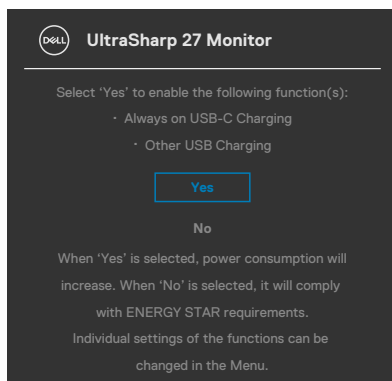 DELL UltraSharp 27 Monitor
Select ‘Yes’ to enable the following function(s):
· Always on USB-C Charging
· Other USB Charging
Yes
No
When ‘Yes’ is selected, power consumption will
increase. When ‘No’ is selected, it will comply
with ENERGY STAR requirements.
Individual settings of the functions can be
changed in the Menu.